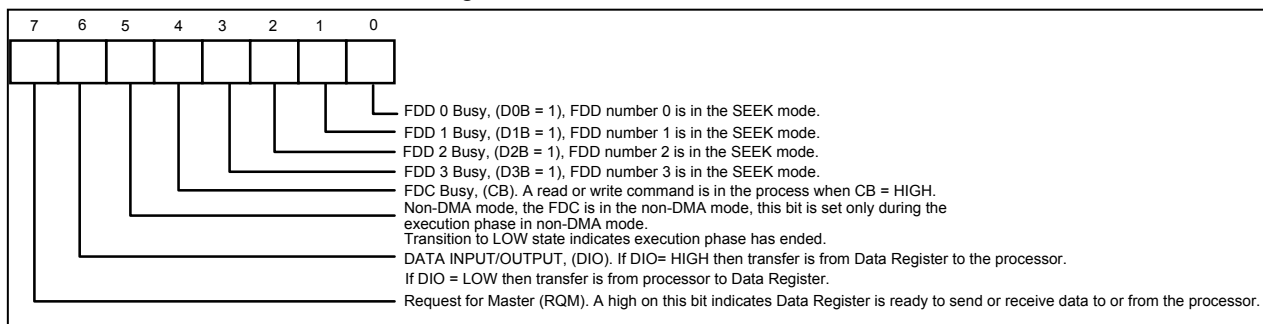 7 6 5 4 3 2 1 0
FDD 0 Busy, (D0B = 1), FDD number 0 is in the SEEK mode.
FDD 1 Busy, (D1B = 1), FDD number 1 is in the SEEK mode.
FDD 2 Busy, (D2B = 1), FDD number 2 is in the SEEK mode.
FDD 3 Busy, (D3B = 1), FDD number 3 is in the SEEK mode.
FDC Busy, (CB). A read or write command is in the process when CB = HIGH.
Non-DMA mode, the FDC is in the non-DMA mode, this bit is set only during the
execution phase in non-DMA mode.
Transition to LOW state indicates execution phase has ended.
DATA INPUT/OUTPUT, (DIO). If DIO= HIGH then transfer is from Data Register to the processor.
If DIO = LOW then transfer is from processor to Data Register.
Request for Master (RQM). A high on this bit indicates Data Register is ready to send or receive data to or from the processor.